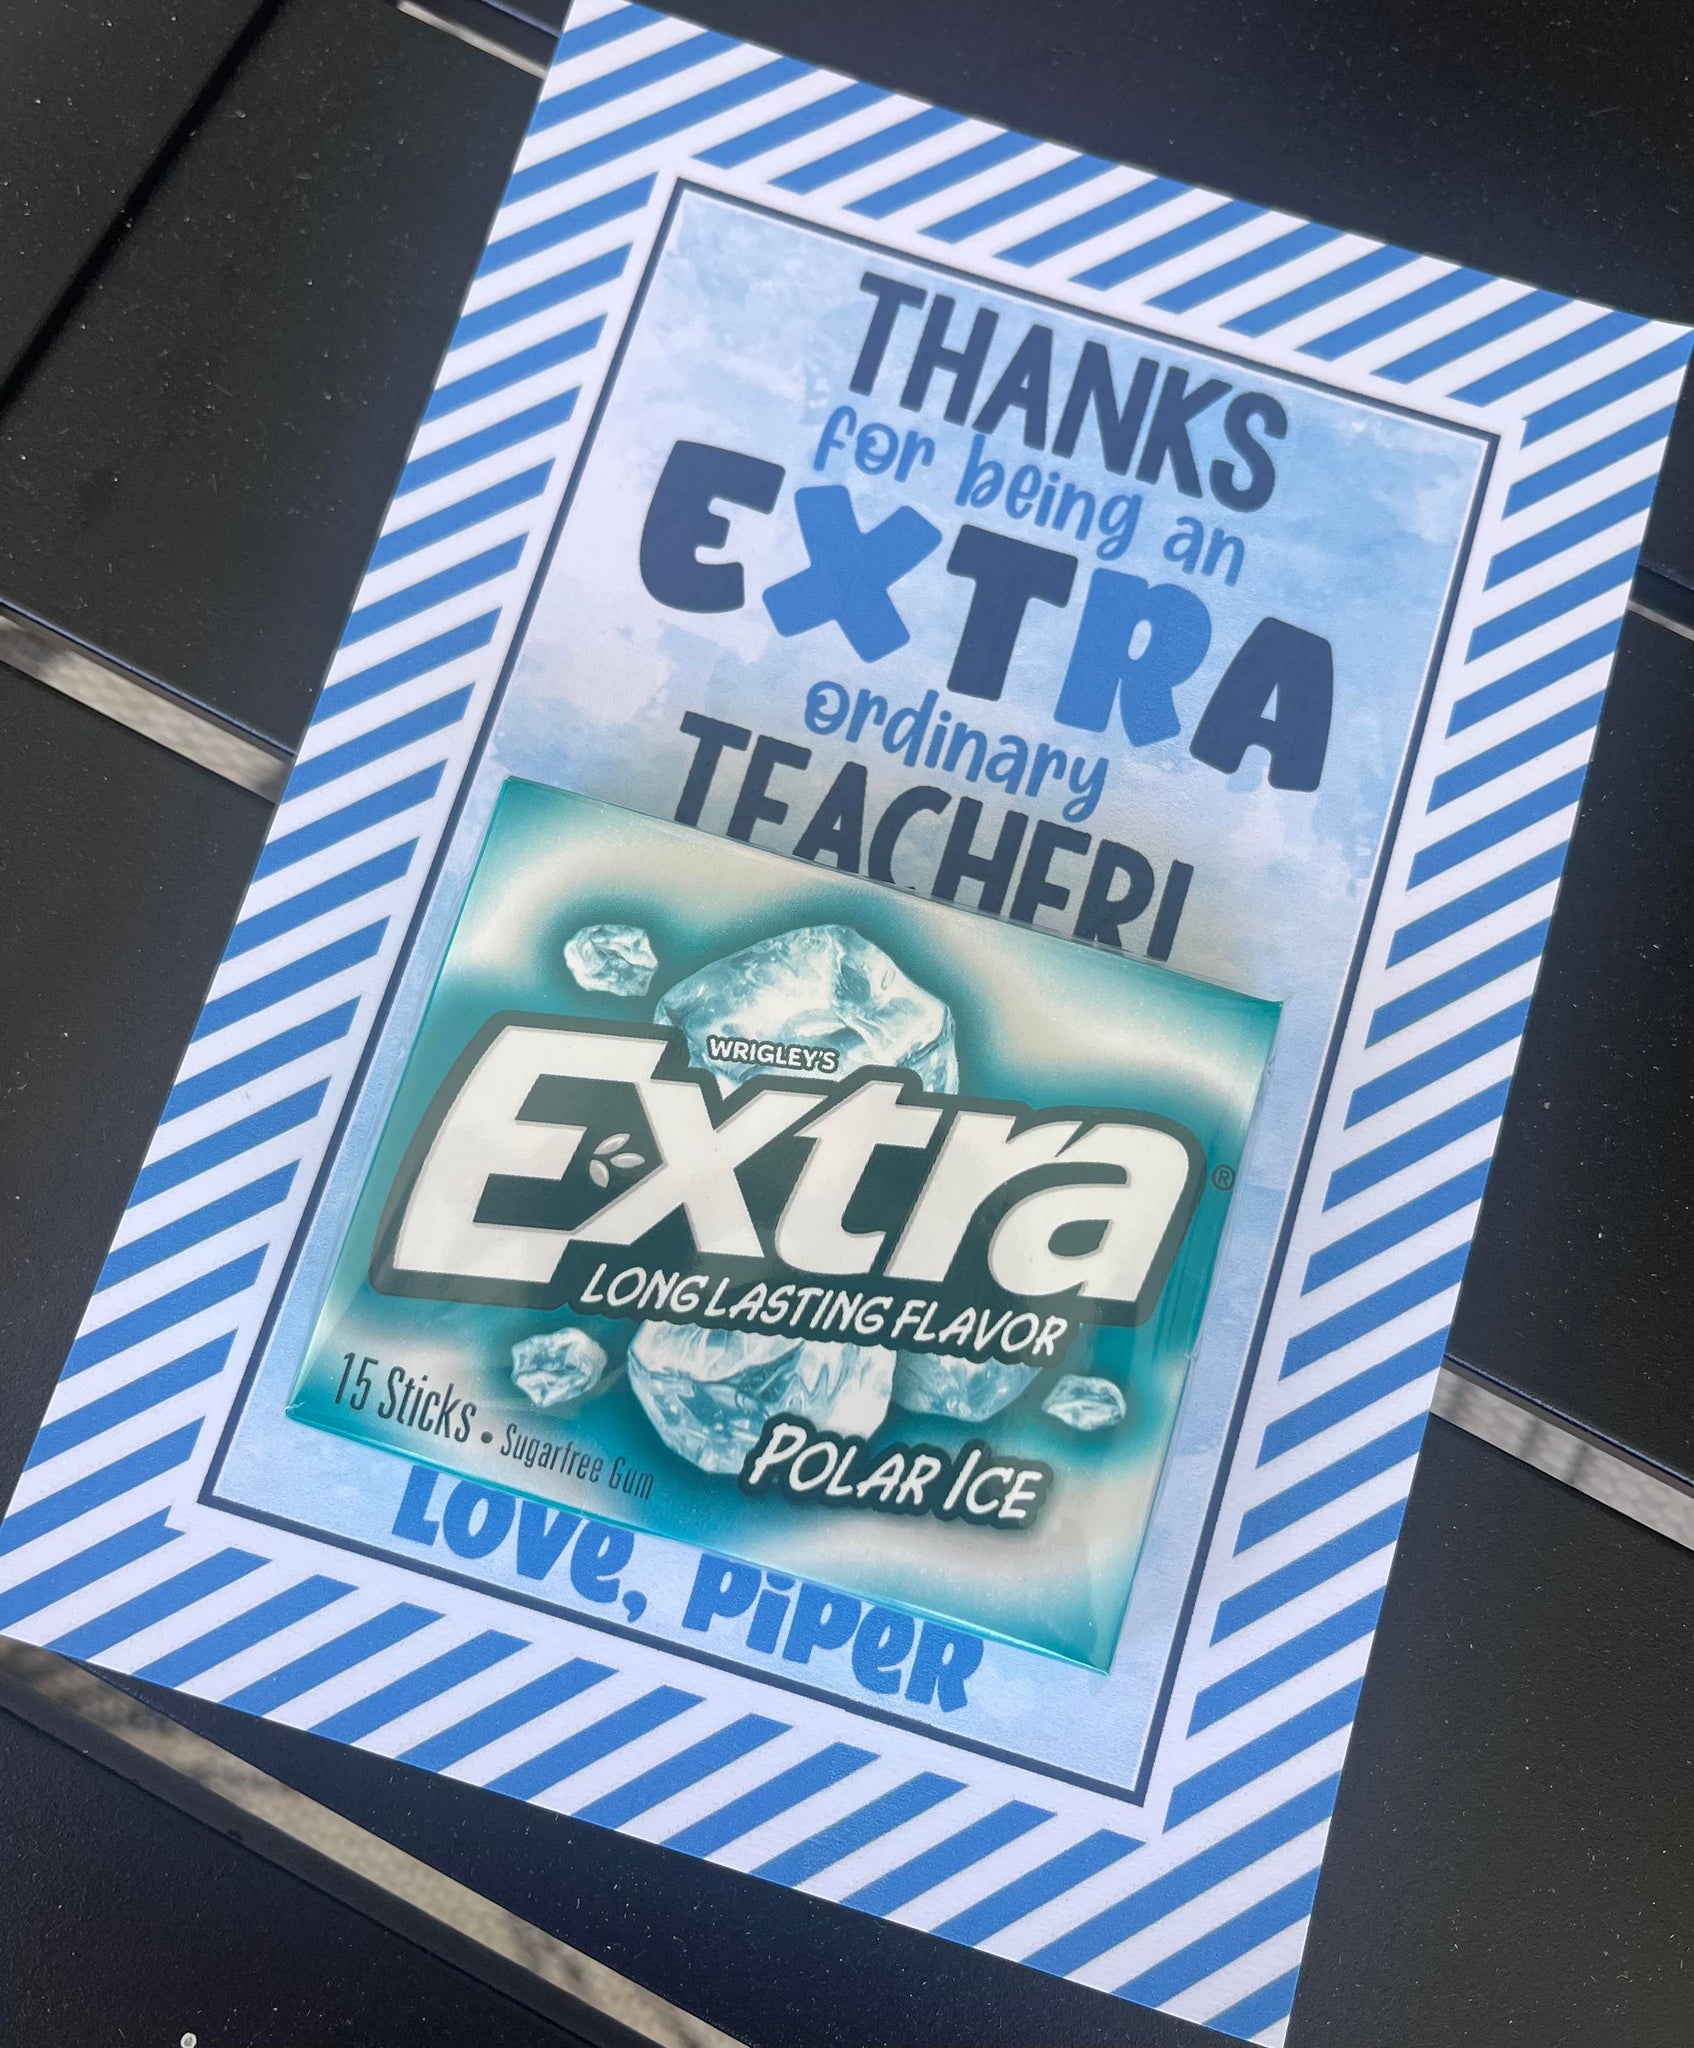 THANKS
for being an
EXTRA
ordinary
TEACHER!
WRIGLEY'S
Extra®
LONG LASTING FLAVOR
15 Sticks • Sugarfree Gum
POLAR ICE
Love, Piper